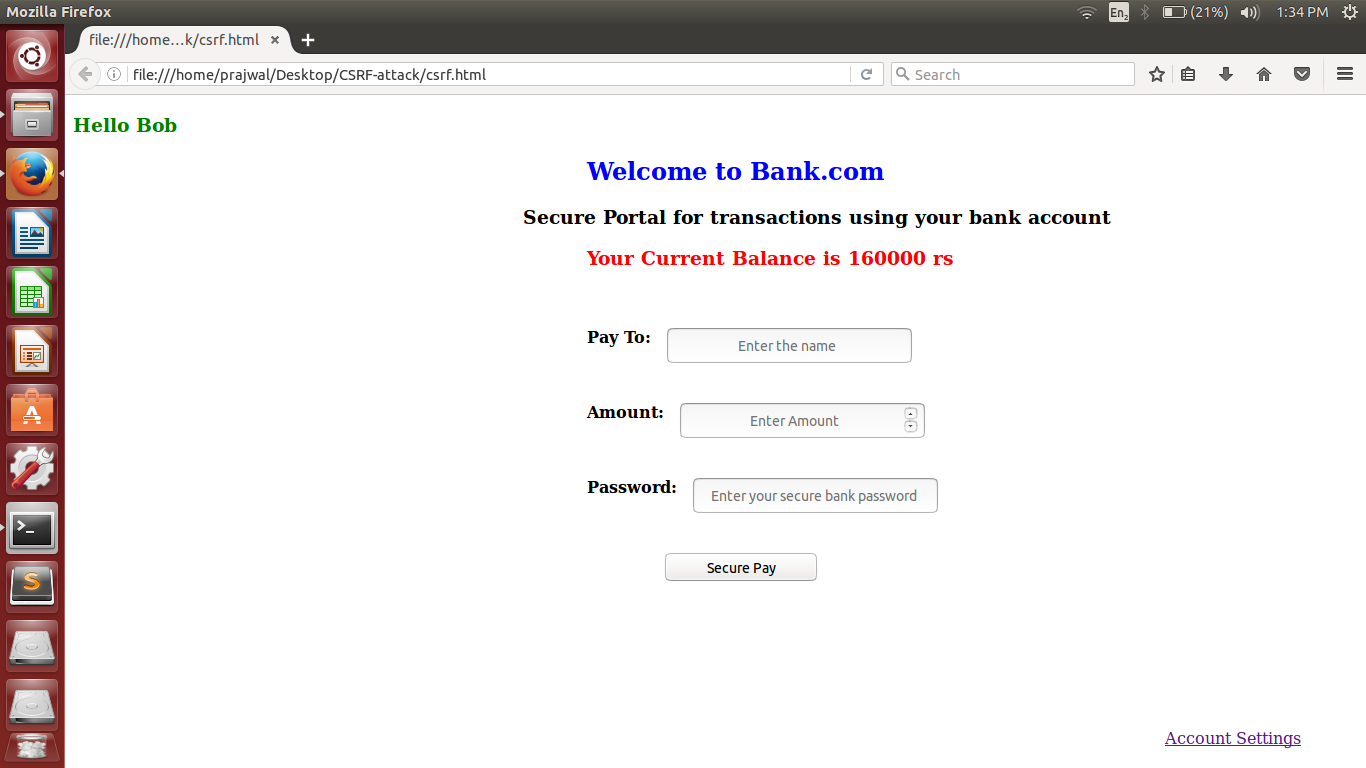 Mozilla Firefox
En2 (21%) 1:34 PM
file:///home…k/csrf.html
file:///home/prajwal/Desktop/CSRF-attack/csrf.html
Search
Hello Bob
Welcome to Bank.com
Secure Portal for transactions using your bank account
Your Current Balance is 160000 rs
Pay To: Enter the name
Amount: Enter Amount
Password: Enter your secure bank password
Secure Pay
Account Settings